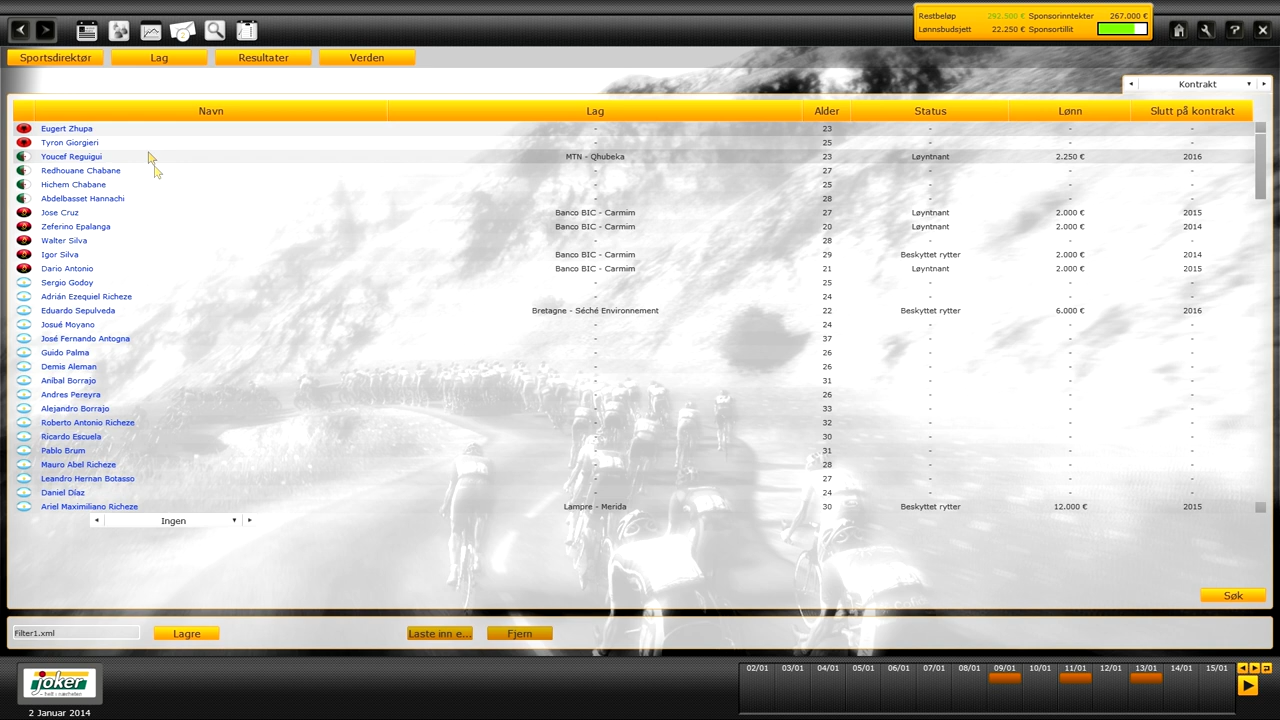 Restbeløp 292.500 € Sponsorinntekter 267.000 €
Lønnsbudsjett 22.250 € Sponsortillit
Sportsdirektør Lag Resultater Verden
Kontrakt
Navn Lag Alder Status Lønn Slutt på kontrakt
Eugert Zhupa - 23 - - -
Tyron Giorgieri - 25 - - -
Youcef Reguigui MTN - Qhubeka 23 Løyntnant 2.250 € 2016
Redhouane Chabane - 27 - - -
Hichem Chabane - 25 - - -
Abdelbasset Hannachi - 28 - - -
Jose Cruz Banco BIC - Carmim 27 Løyntnant 2.000 € 2015
Zeferino Epalanga Banco BIC - Carmim 20 Løyntnant 2.000 € 2014
Walter Silva - 28 - - -
Igor Silva Banco BIC - Carmim 29 Beskyttet rytter 2.000 € 2014
Dario Antonio Banco BIC - Carmim 21 Løyntnant 2.000 € 2015
Sergio Godoy - 25 - - -
Adrián Ezequiel Richeze - 24 - - -
Eduardo Sepulveda Bretagne - Séché Environnement 22 Beskyttet rytter 6.000 € 2016
Josué Moyano - 24 - - -
José Fernando Antogna - 37 - - -
Guido Palma - 26 - - -
Demis Aleman - 26 - - -
Aníbal Borrajo - 31 - - -
Andres Pereyra - 26 - - -
Alejandro Borrajo - 33 - - -
Roberto Antonio Richeze - 32 - - -
Ricardo Escuela - 30 - - -
Pablo Brum - 31 - - -
Mauro Abel Richeze - 28 - - -
Leandro Hernan Botasso - 27 - - -
Daniel Díaz - 24 - - -
Ariel Maximiliano Richeze Lampre - Merida 30 Beskyttet rytter 12.000 € 2015
Ingen
Søk
Filter1.xml Lagre Laste inn e... Fjern
02/01 03/01 04/01 05/01 06/01 07/01 08/01 09/01 10/01 11/01 12/01 13/01 14/01 15/01
joker
- helt i nærheten
2 Januar 2014